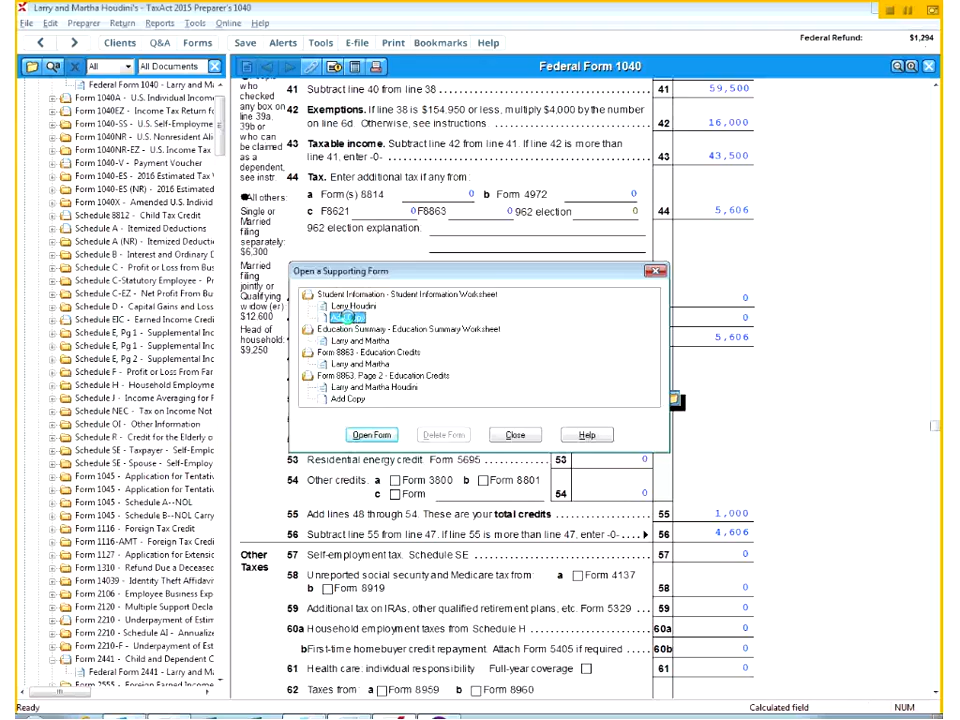 Larry and Martha Houdini's - TaxAct 2015 Preparer's 1040
File Edit Preparer Return Reports Tools Online Help
Clients Q&A Forms Save Alerts Tools E-file Print Bookmarks Help
Federal Refund: $1,294
All All Documents
Federal Form 1040
Federal Form 1040 - Larry and Ma
Form 1040A - U.S. Individual Income
Form 1040EZ - Income Tax Return fo
Form 1040-SS - U.S. Self-Employme
Form 1040NR - U.S. Nonresident Ali
Form 1040NR-EZ - U.S. Income Tax
Form 1040-V - Payment Voucher
Form 1040-ES - 2016 Estimated Tax
Form 1040-ES (NR) - 2016 Estimated
Form 1040X - Amended U.S. Individ
Schedule 8812 - Child Tax Credit
Schedule A - Itemized Deductions
Schedule A (NR) - Itemized Deducti
Schedule B - Interest and Ordinary D
Schedule C - Profit or Loss from Bus
Schedule C-Statutory Employee - Pr
Schedule C-EZ - Net Profit From Bu
Schedule D - Capital Gains and Loss
Schedule EIC - Earned Income Credi
Schedule E, Pg 1 - Supplemental Inc
Schedule E, Pg 1 - Supplemental Inc
Schedule E, Pg 2 - Supplemental Inc
Schedule F - Profit or Loss From Far
Schedule H - Household Employme
Schedule J - Income Averaging for F
Schedule NEC - Tax on Income Not
Schedule OI - Other Information
Schedule R - Credit for the Elderly o
Schedule SE - Taxpayer - Self-Emplo
Schedule SE - Spouse - Self-Employ
Form 1045 - Application for Tentativ
Form 1045 - Application for Tentativ
Form 1045 - Schedule A--NOL
Form 1045 - Schedule B--NOL Carry
Form 1116 - Foreign Tax Credit
Form 1116-AMT - Foreign Tax Credi
Form 1127 - Application for Extensic
Form 1310 - Refund Due a Deceased
Form 14039 - Identity Theft Affidavi
Form 2106 - Employee Business Exp
Form 2120 - Multiple Support Decla
Form 2210 - Underpayment of Estim
Form 2210 - Schedule AI - Annualize
Form 2210-F - Underpayment of Est
Form 2441 - Child and Dependent C
Federal Form 2441 - Larry and Ma
Form 2555 - Foreign Earned Income
who
checked
any box on
line 39a.
39b or
who can
be claimed
as a
dependent,
see instr.
All others:
Single or
Married
filing
separately:
$6,300
Married
filing
jointly or
Qualifying
widow(er)
$12,600
Head of
household:
$9,250
41 Subtract line 40 from line 38 41 59,500
42 Exemptions. If line 38 is $154,950 or less, multiply $4,000 by the number
on line 6d. Otherwise, see instructions. 42 16,000
43 Taxable income. Subtract line 42 from line 41. If line 42 is more than
line 41, enter -0- 43 43,500
44 Tax. Enter additional tax if any from:
a Form(s) 8814 0 b Form 4972 0
c F8621 0 F8863 0 962 election 0 44 5,606
962 election explanation:
0
0
5,606
Open a Supporting Form
Student Information - Student Information Worksheet
Larry Houdini
Add Copy
Education Summary - Education Summary Worksheet
Larry and Martha
Form 8863 - Education Credits
Larry and Martha
Form 8863, Page 2 - Education Credits
Larry and Martha Houdini
Add Copy
Open Form Delete Form Close Help
53 Residential energy credit. Form 5695 53 0
54 Other credits. a Form 3800 b Form 8801
c Form 54 0
55 Add lines 48 through 54. These are your total credits 55 1,000
56 Subtract line 55 from line 47. If line 55 is more than line 47, enter -0- 56 4,606
Other Taxes
57 Self-employment tax. Schedule SE 57 0
58 Unreported social security and Medicare tax from: a Form 4137
b Form 8919 58 0
59 Additional tax on IRAs, other qualified retirement plans, etc. Form 5329 59 0
60a Household employment taxes from Schedule H 60a 0
b First-time homebuyer credit repayment. Attach Form 5405 if required 60b 0
61 Health care: individual responsibility Full-year coverage 61 0
62 Taxes from: a Form 8959 b Form 8960
Ready Calculated field NUM